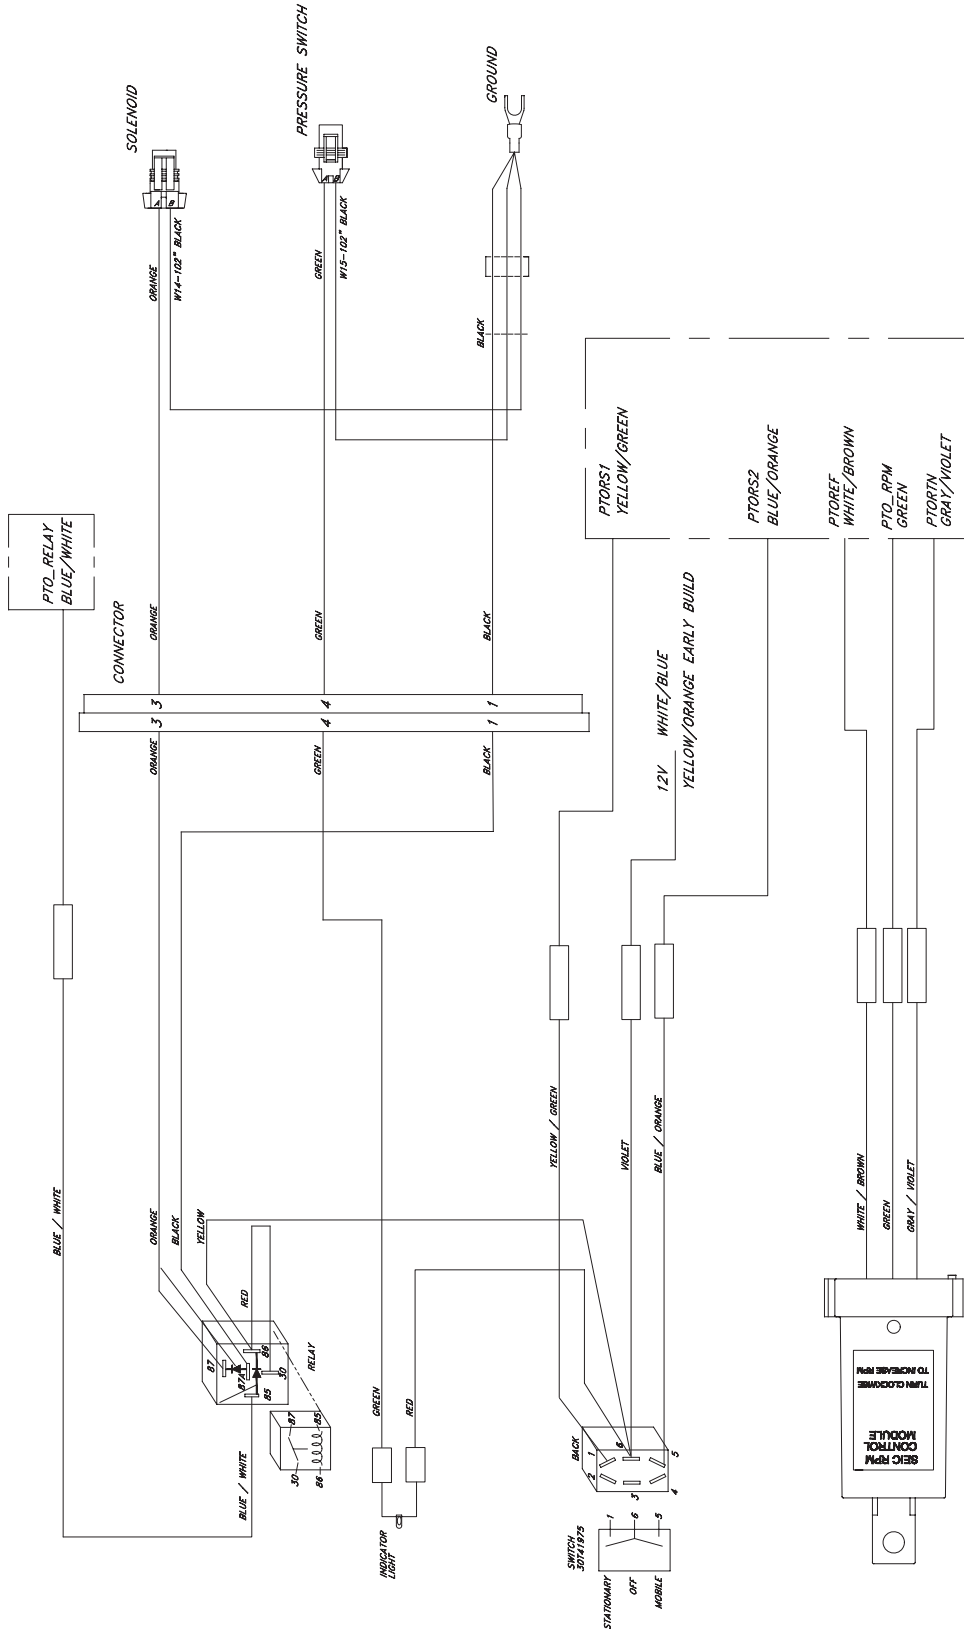 SOLENOID
PRESSURE SWITCH
GROUND
A
B
A
B
ORANGE
W14-102" BLACK
GREEN
W15-102" BLACK
BLACK
PTO_RELAY
BLUE/WHITE
CONNECTOR
ORANGE
GREEN
BLACK
3
3
4
4
1
1
ORANGE
GREEN
BLACK
PTORS1
YELLOW/GREEN
PTORS2
BLUE/ORANGE
PTOREF
WHITE/BROWN
PTO_RPM
GREEN
PTORTN
GRAY/VIOLET
12V WHITE/BLUE
YELLOW/ORANGE EARLY BUILD
BLUE / WHITE
ORANGE
BLACK
YELLOW
RED
YELLOW / GREEN
VIOLET
BLUE / ORANGE
WHITE / BROWN
GREEN
GRAY / VIOLET
87
87A
86
85
30
RELAY
30
87
86
85
BLUE / WHITE
GREEN
RED
INDICATOR
LIGHT
BACK
1
2
6
3
5
4
SWITCH
30T41975
1
6
5
STATIONARY
OFF
MOBILE
SEIC RPM
CONTROL
MODULE
TURN CLOCKWISE
TO INCREASE RPM